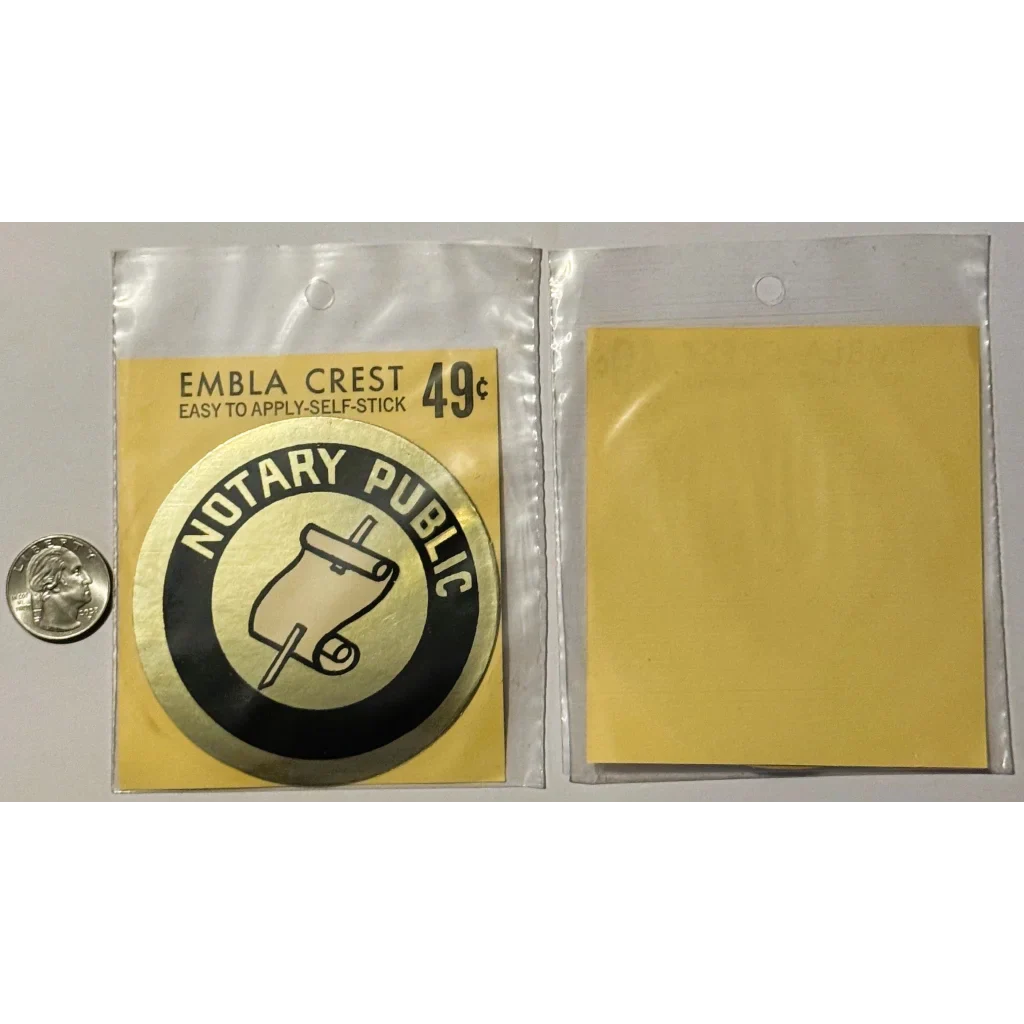 EMBLA CREST 49¢
EASY TO APPLY-SELF-STICK
NOTARY PUBLIC
LIBERTY